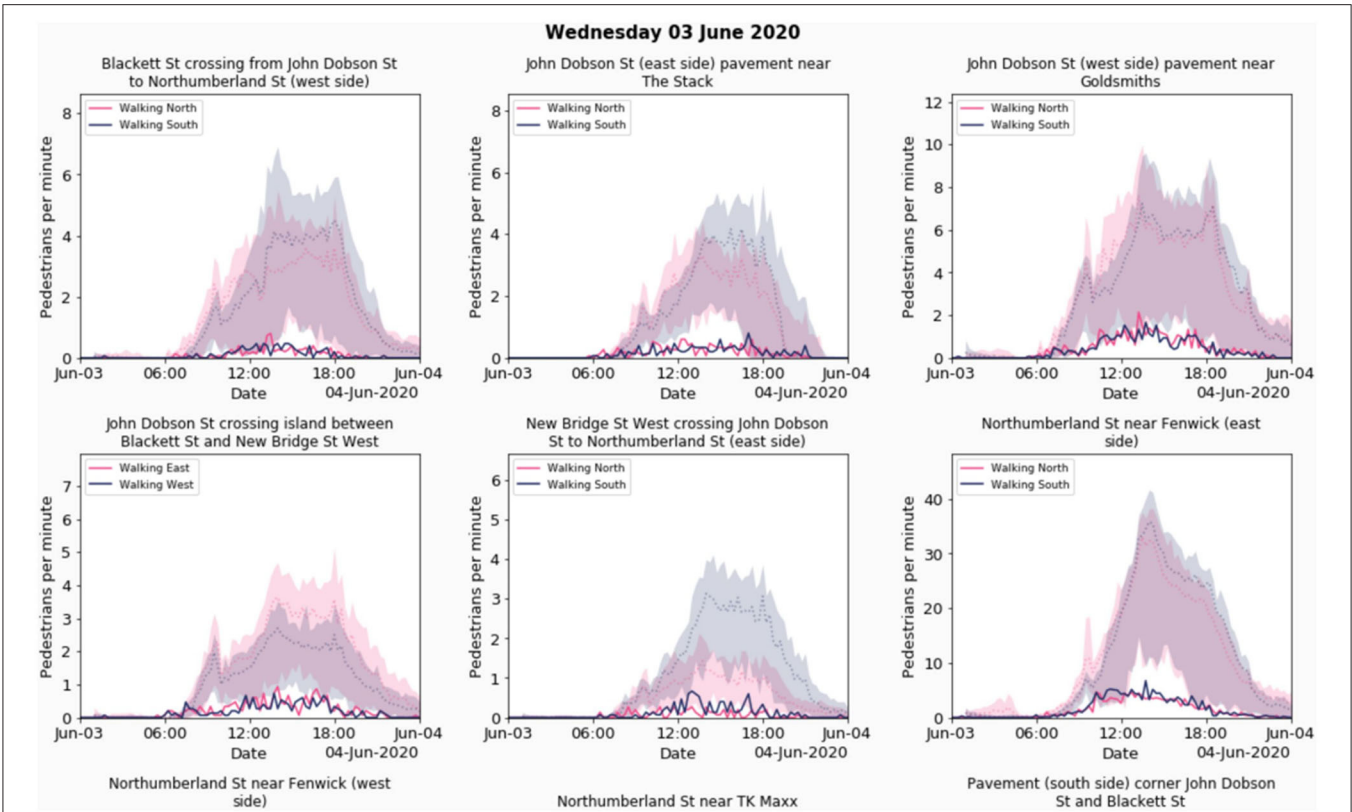 Wednesday 03 June 2020
Blackett St crossing from John Dobson St
to Northumberland St (west side)
Pedestrians per minute
8
6
4
2
0
Walking North
Walking South
Jun-03 06:00 12:00 18:00 Jun-04
Date
04-Jun-2020
John Dobson St (east side) pavement near
The Stack
Pedestrians per minute
8
6
4
2
0
Walking North
Walking South
Jun-03 06:00 12:00 18:00 Jun-04
Date
04-Jun-2020
John Dobson St (west side) pavement near
Goldsmiths
Pedestrians per minute
12
10
8
6
4
2
0
Walking North
Walking South
Jun-03 06:00 12:00 18:00 Jun-04
Date
04-Jun-2020
John Dobson St crossing island between
Blackett St and New Bridge St West
Pedestrians per minute
7
6
5
4
3
2
1
0
Walking East
Walking West
Jun-03 06:00 12:00 18:00 Jun-04
Date
04-Jun-2020
New Bridge St West crossing John Dobson
St to Northumberland St (east side)
Pedestrians per minute
6
5
4
3
2
1
0
Walking North
Walking South
Jun-03 06:00 12:00 18:00 Jun-04
Date
04-Jun-2020
Northumberland St near Fenwick (east
side)
Pedestrians per minute
40
30
20
10
0
Walking North
Walking South
Jun-03 06:00 12:00 18:00 Jun-04
Date
04-Jun-2020
Northumberland St near Fenwick (west
side)
Northumberland St near TK Maxx
Pavement (south side) corner John Dobson
St and Blackett St